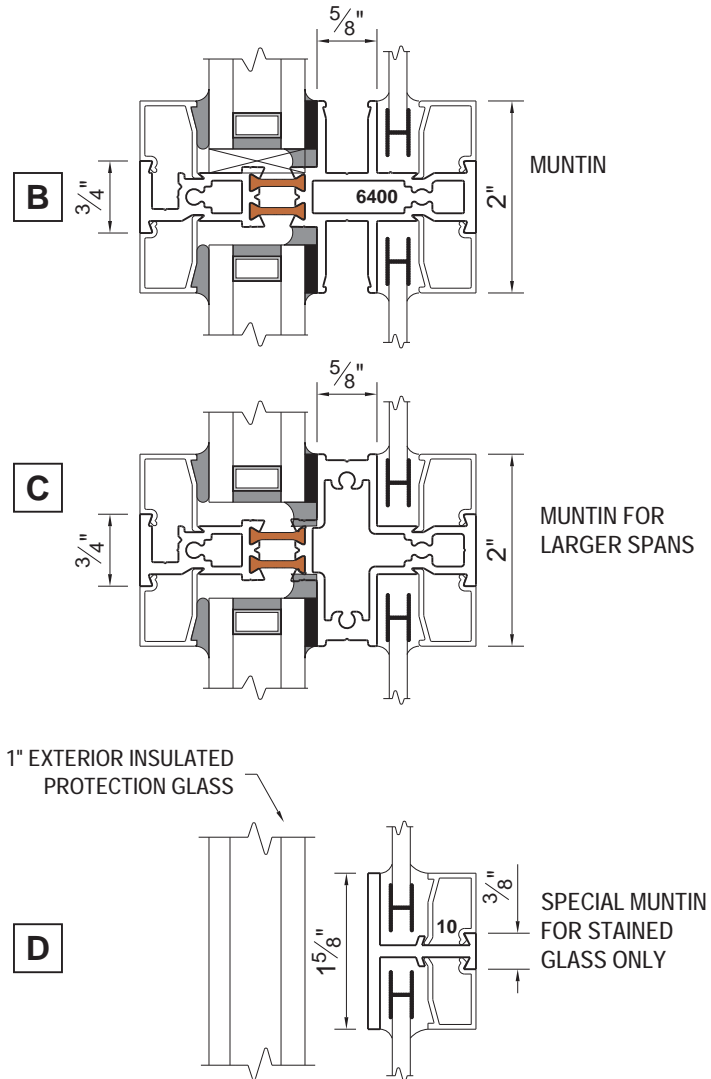 5/8"
B
3/4"
6400
2"
MUNTIN
5/8"
C
3/4"
2"
MUNTIN FOR
LARGER SPANS
1" EXTERIOR INSULATED
PROTECTION GLASS
D
1 5/8"
10
3/8"
SPECIAL MUNTIN
FOR STAINED
GLASS ONLY